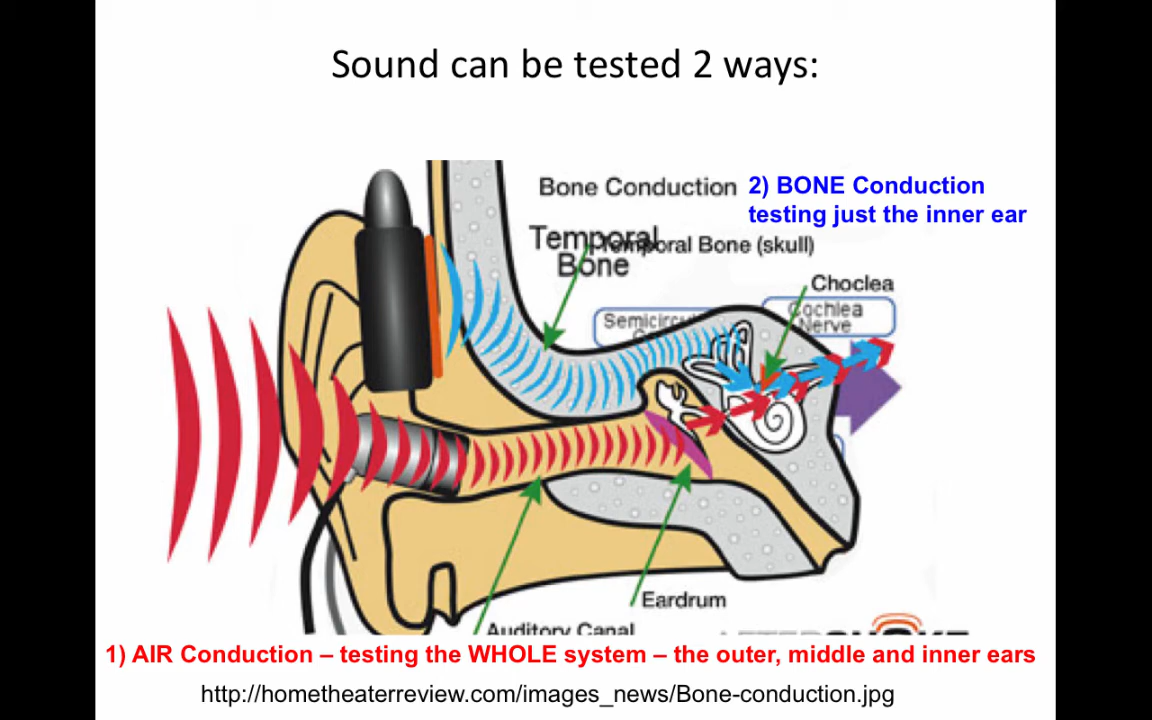 Sound can be tested 2 ways:
Bone Conduction
2) BONE Conduction
testing just the inner ear
Temporal
Bone
Temporal Bone (skull)
Choclea
Cochlea
Nerve
Eardrum
Auditory Canal
1) AIR Conduction – testing the WHOLE system – the outer, middle and inner ears
http://hometheaterreview.com/images_news/Bone-conduction.jpg